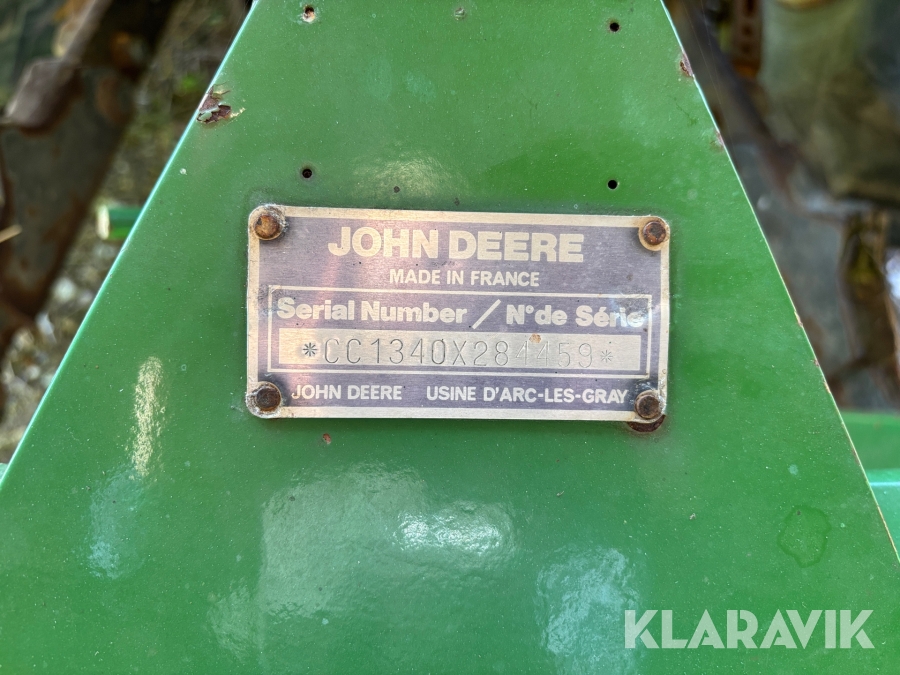 JOHN DEERE
MADE IN FRANCE
Serial Number / N° de Série
*CC1340X284459*
JOHN DEERE USINE D'ARC-LES-GRAY
KLARAVIK